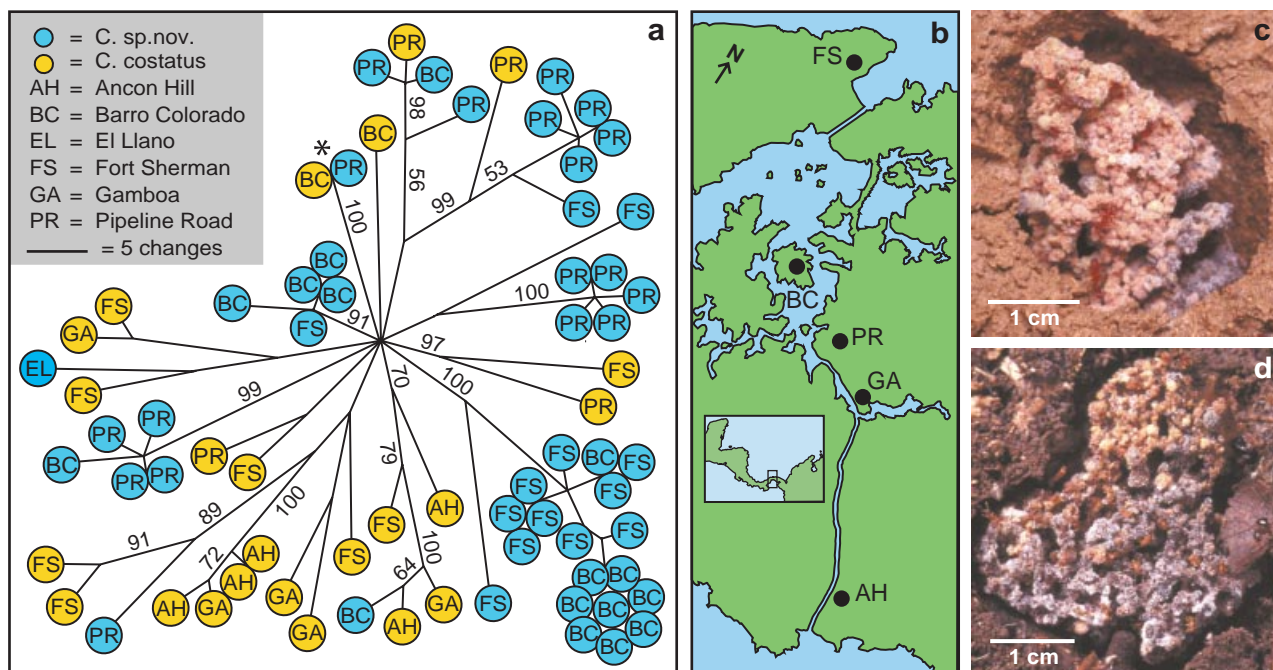 a
= C. sp.nov.
= C. costatus
AH = Ancon Hill
BC = Barro Colorado
EL = El Llano
FS = Fort Sherman
GA = Gamboa
PR = Pipeline Road
= 5 changes
PR
PR BC
PR
98
PR
56
PR
PR
PR
PR
PR
PR
53
99
FS
BC
*
BC PR
100
FS
PR PR
PR
PR PR
100
BC
BC
BC
BC
FS
91
FS
GA
EL
FS
97
FS
PR
99
PR
PR
BC
PR
PR
PR
FS
91
89
FS
FS
PR
100
72
AH
AH
AH
GA
GA
GA
FS
70
79
FS
AH
100
64
BC
AH
GA
100
FS
FS
BC
FS
FS
FS
FS
FS
FS
FS
FS
BC
BC
BC
BC
BC
BC
BC
BC
b
N
FS
BC
PR
GA
AH
c
1 cm
d
1 cm